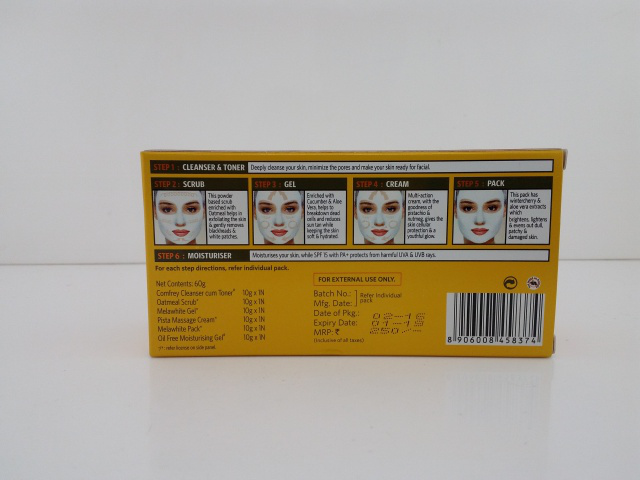 STEP 1 : CLEANSER & TONER Deeply cleanse your skin, minimize the pores and make your skin ready for facial.
STEP 2 : SCRUB
This powder
based scrub
enriched with
Oatmeal helps in
exfoliating the skin
& gently removes
blackheads &
white patches.
STEP 3 : GEL
Enriched with
Cucumber & Aloe
Vera, helps to
breakdown dead
cells and reduces
sun tan while
keeping the skin
soft & hydrated.
STEP 4 : CREAM
Multi-action
cream, with the
goodness of
pistachio &
nutmeg, gives the
skin cellular
protection & a
youthful glow.
STEP 5 : PACK
This pack has
wintercherry &
aloe vera extracts
which
brightens, lightens
& evens out dull,
patchy &
damaged skin.
STEP 6 : MOISTURISER Moisturises your skin, while SPF 15 with PA+ protects from harmful UVA & UVB rays.
For each step directions, refer individual pack.
Net Contents: 60g
Comfrey Cleanser cum Toner* 10g x 1N
Oatmeal Scrub* 10g x 1N
Melawhite Gel* 10g x 1N
Pista Massage Cream* 10g x 1N
Melawhite Pack* 10g x 1N
Oil Free Moisturising Gel* 10g x 1N
FOR EXTERNAL USE ONLY.
Batch No.: Refer Individual
Mfg. Date: pack
Date of Pkg.: 02-16
Expiry Date: 01-19
MRP: ₹ 250/-
(Inclusive of all taxes)
8 906008 458374